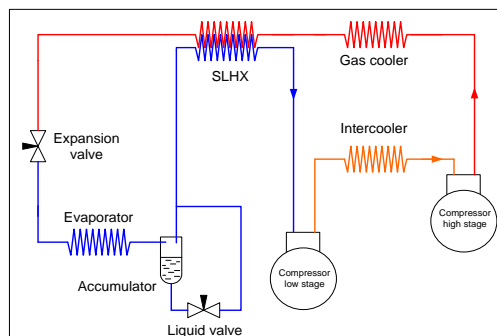 SLHX
Gas cooler
Expansion
valve
Intercooler
Compressor
high stage
Evaporator
Accumulator
Compressor
low stage
Liquid valve